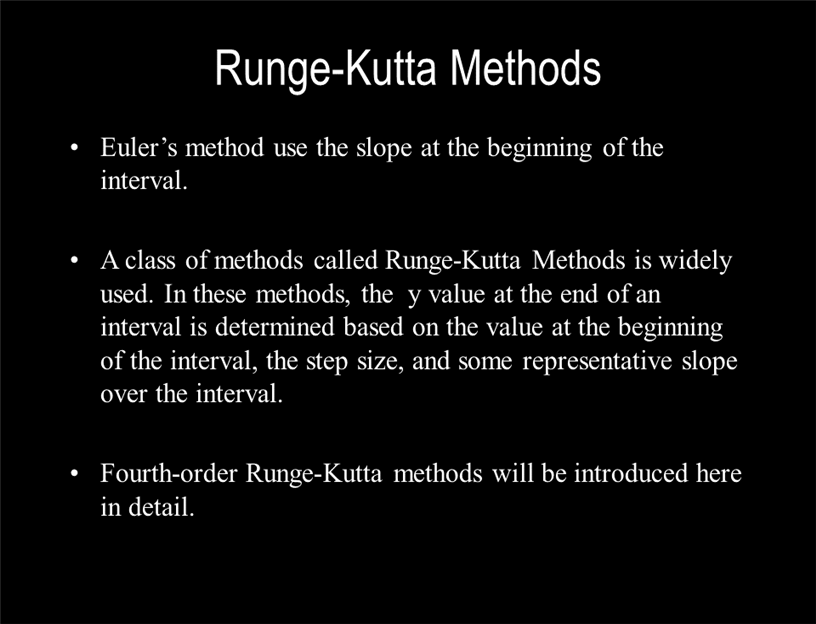 Runge-Kutta Methods
• Euler’s method use the slope at the beginning of the
interval.
• A class of methods called Runge-Kutta Methods is widely
used. In these methods, the y value at the end of an
interval is determined based on the value at the beginning
of the interval, the step size, and some representative slope
over the interval.
• Fourth-order Runge-Kutta methods will be introduced here
in detail.